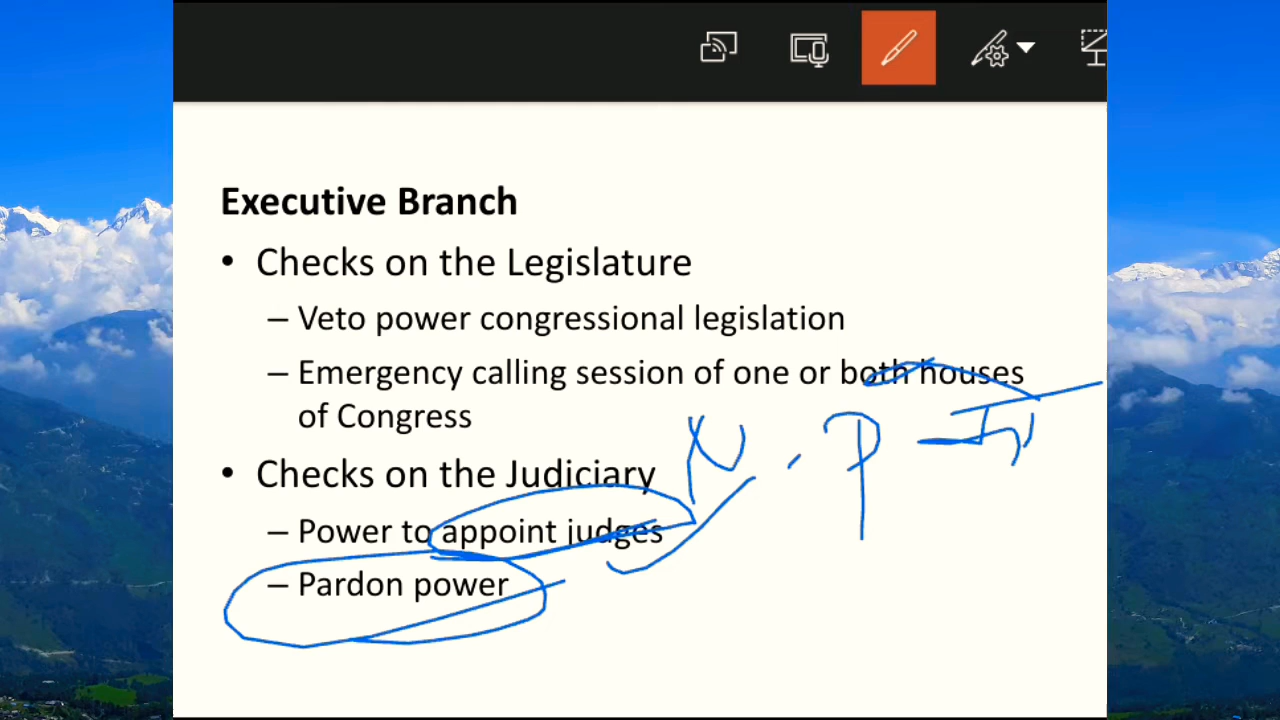 Executive Branch
• Checks on the Legislature
– Veto power congressional legislation
– Emergency calling session of one or both houses
of Congress
• Checks on the Judiciary
– Power to appoint judges
– Pardon power
N . P